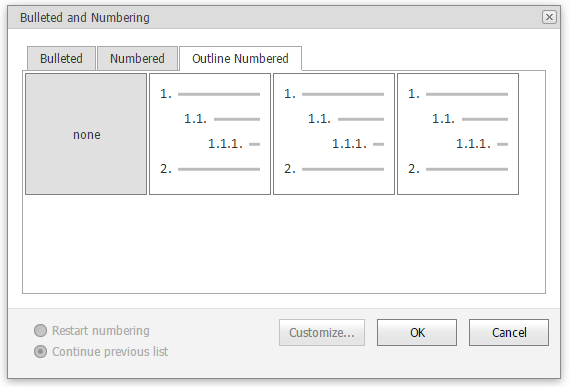 Bulleted and Numbering
Bulleted Numbered Outline Numbered
none
1.
1.1.
1.1.1.
2.
1.
1.1.
1.1.1.
2.
1.
1.1.
1.1.1.
2.
Restart numbering
Continue previous list
Customize... OK Cancel